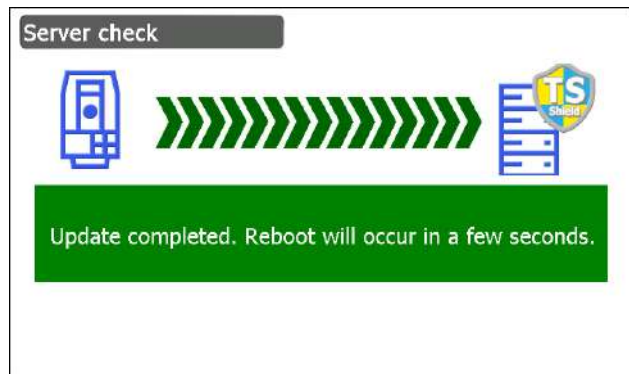 Server check
TS
Shield
Update completed. Reboot will occur in a few seconds.